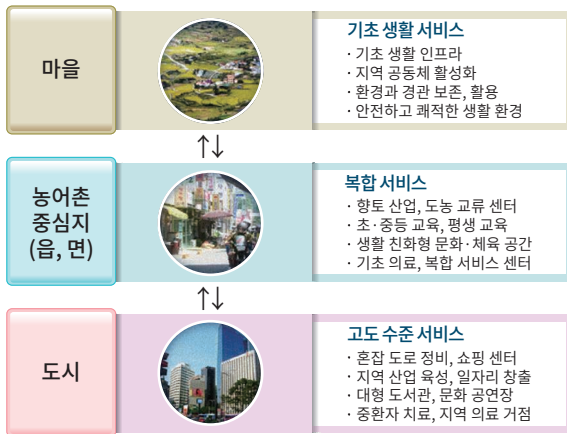 마을
기초 생활 서비스
· 기초 생활 인프라
· 지역 공동체 활성화
· 환경과 경관 보존, 활용
· 안전하고 쾌적한 생활 환경
↑↓
농어촌
중심지
(읍, 면)
복합 서비스
· 향토 산업, 도농 교류 센터
· 초·중등 교육, 평생 교육
· 생활 친화형 문화·체육 공간
· 기초 의료, 복합 서비스 센터
↑↓
도시
고도 수준 서비스
· 혼잡 도로 정비, 쇼핑 센터
· 지역 산업 육성, 일자리 창출
· 대형 도서관, 문화 공연장
· 중환자 치료, 지역 의료 거점